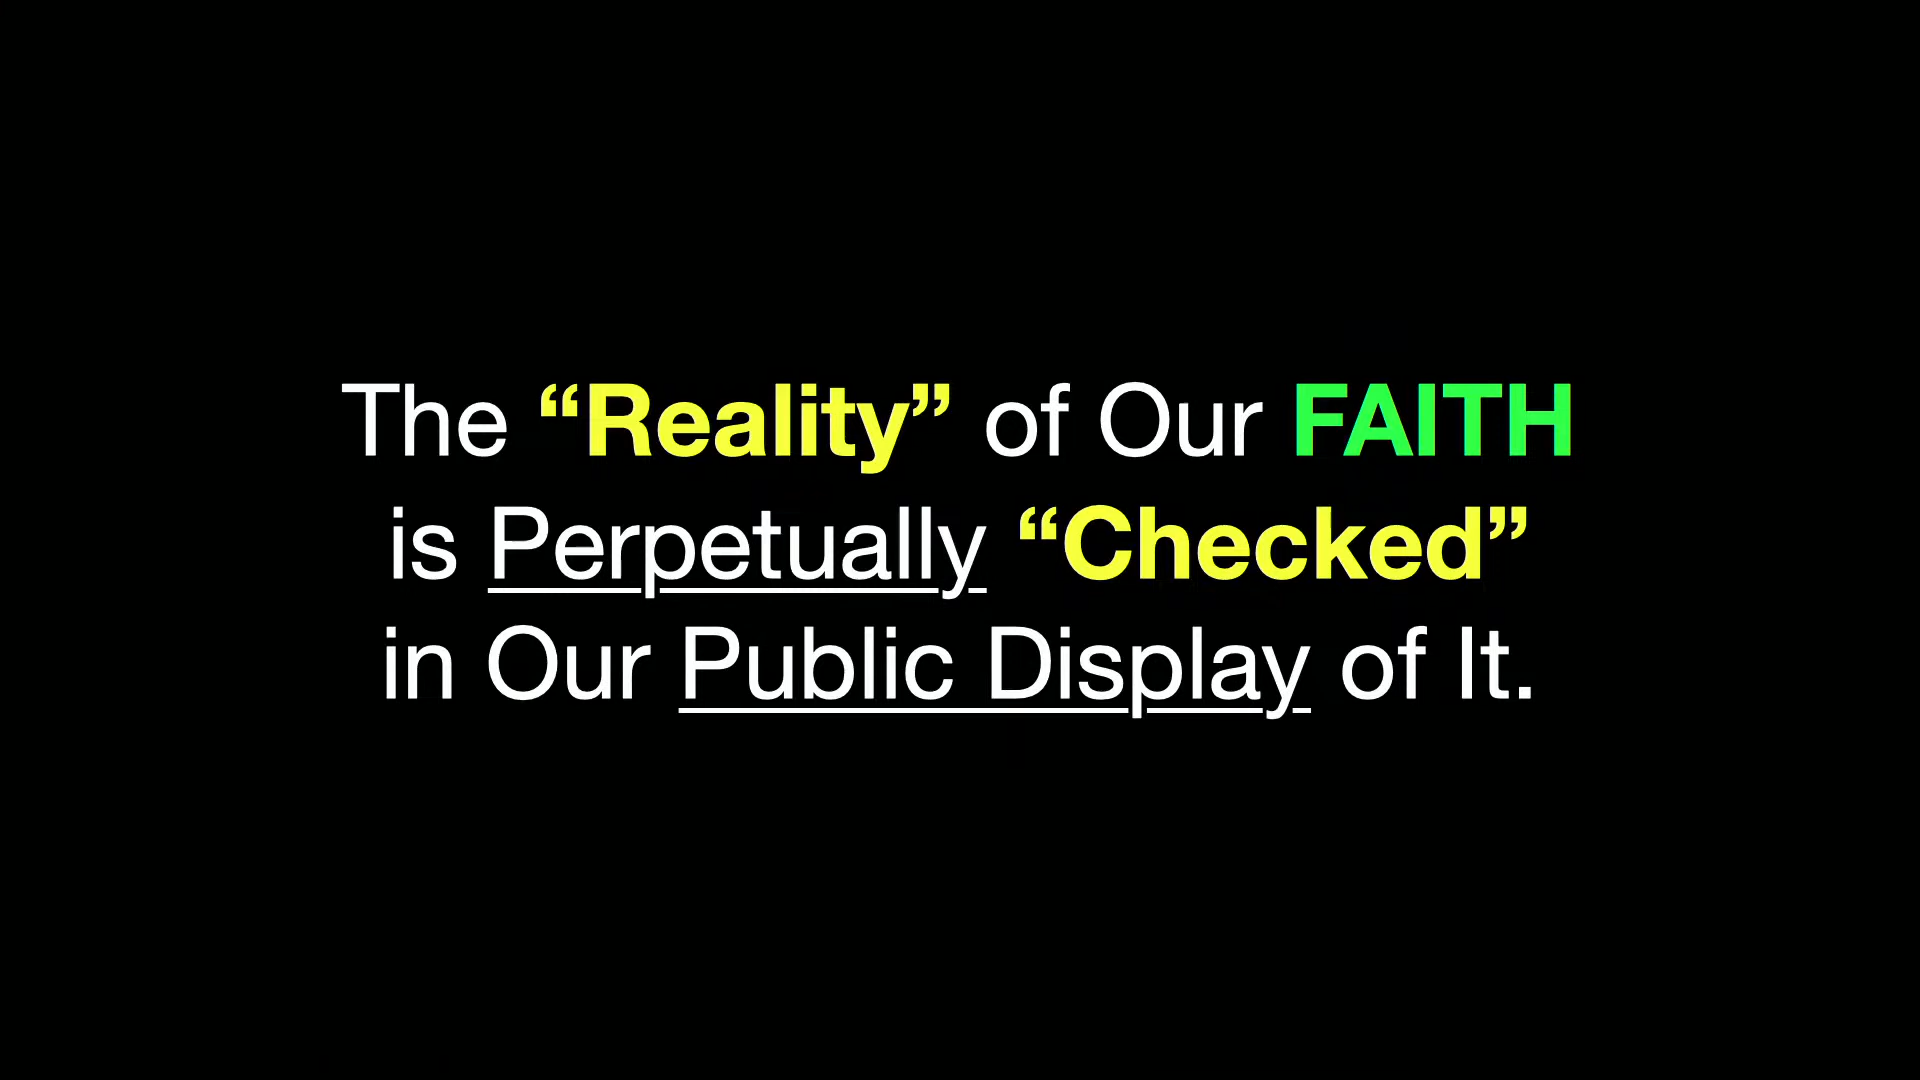 The “Reality” of Our FAITH
is Perpetually “Checked”
in Our Public Display of It.